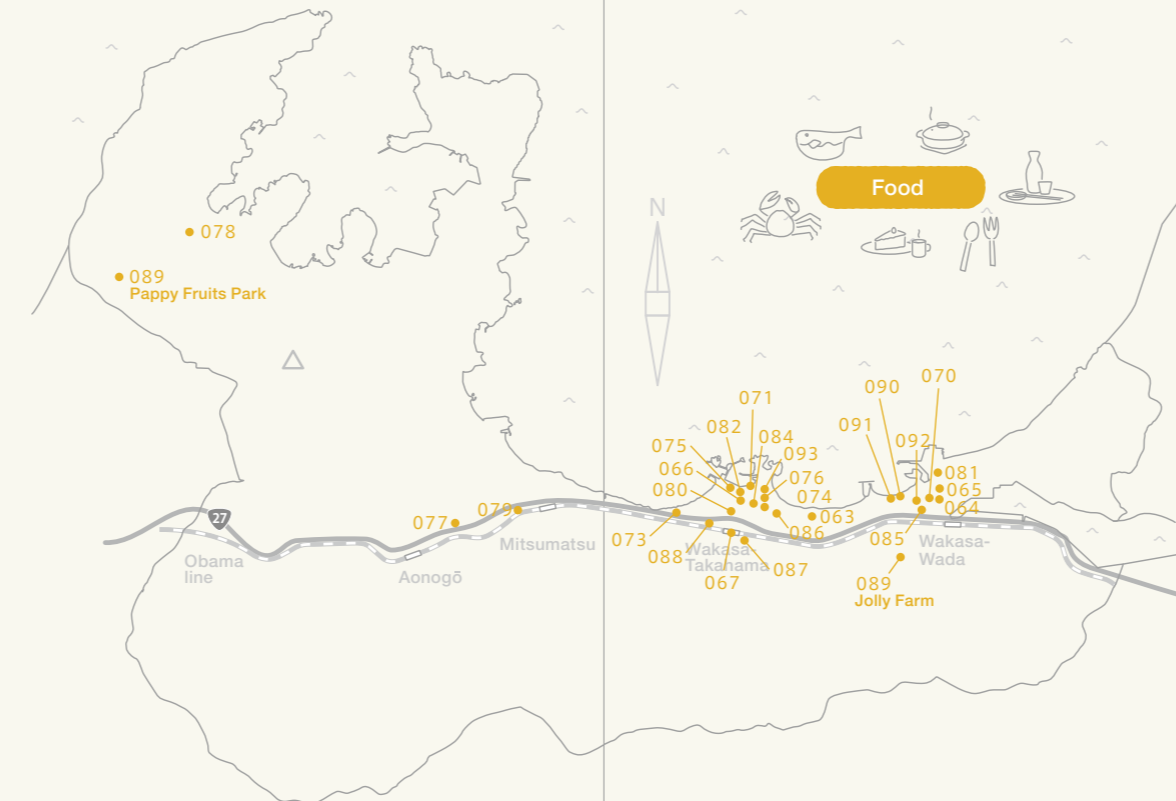 Food
N
078
089
Pappy Fruits Park
070
090
071
091
082
084
092
075
093
066
076
081
080
074
065
063
064
27
077
079
073
086
085
Mitsumatsu
088
Wakasa-
Takahama
Wakasa-
Wada
Obama
line
Aonogō
067
087
089
Jolly Farm